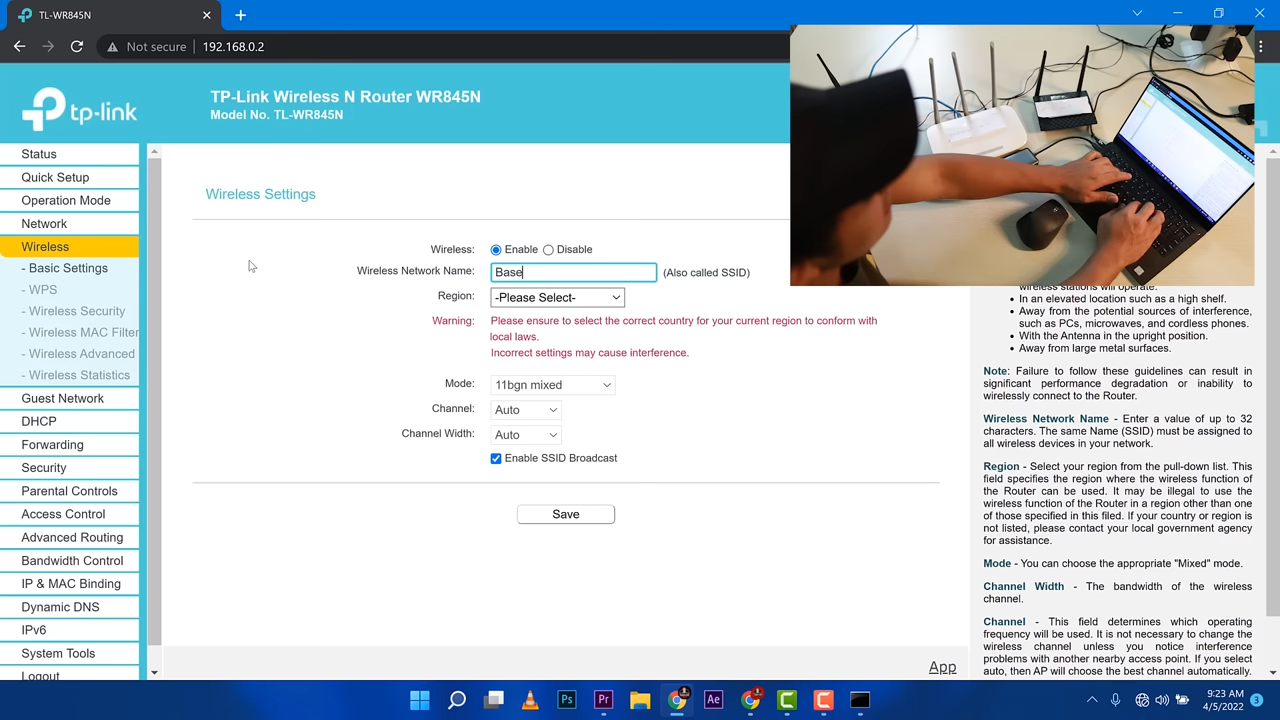 TL-WR845N
Not secure 192.168.0.2
tp-link
TP-Link Wireless N Router WR845N
Model No. TL-WR845N
Status
Quick Setup
Operation Mode
Network
Wireless
- Basic Settings
- WPS
- Wireless Security
- Wireless MAC Filter
- Wireless Advanced
- Wireless Statistics
Guest Network
DHCP
Forwarding
Security
Parental Controls
Access Control
Advanced Routing
Bandwidth Control
IP & MAC Binding
Dynamic DNS
IPv6
System Tools
Logout
Wireless Settings
Wireless: Enable Disable
Wireless Network Name: Base (Also called SSID)
Region: -Please Select-
Warning: Please ensure to select the correct country for your current region to conform with
local laws.
Incorrect settings may cause interference.
Mode: 11bgn mixed
Channel: Auto
Channel Width: Auto
Enable SSID Broadcast
Save
App
wireless stations will operate.
In an elevated location such as a high shelf.
Away from the potential sources of interference,
such as PCs, microwaves, and cordless phones.
With the Antenna in the upright position.
Away from large metal surfaces.
Note: Failure to follow these guidelines can result in
significant performance degradation or inability to
wirelessly connect to the Router.
Wireless Network Name - Enter a value of up to 32
characters. The same Name (SSID) must be assigned to
all wireless devices in your network.
Region - Select your region from the pull-down list. This
field specifies the region where the wireless function of
the Router can be used. It may be illegal to use the
wireless function of the Router in a region other than one
of those specified in this filed. If your country or region is
not listed, please contact your local government agency
for assistance.
Mode - You can choose the appropriate "Mixed" mode.
Channel Width - The bandwidth of the wireless
channel.
Channel - This field determines which operating
frequency will be used. It is not necessary to change the
wireless channel unless you notice interference
problems with another nearby access point. If you select
auto, then AP will choose the best channel automatically.
Ps
Pr
Ae
9:23 AM
4/5/2022
3